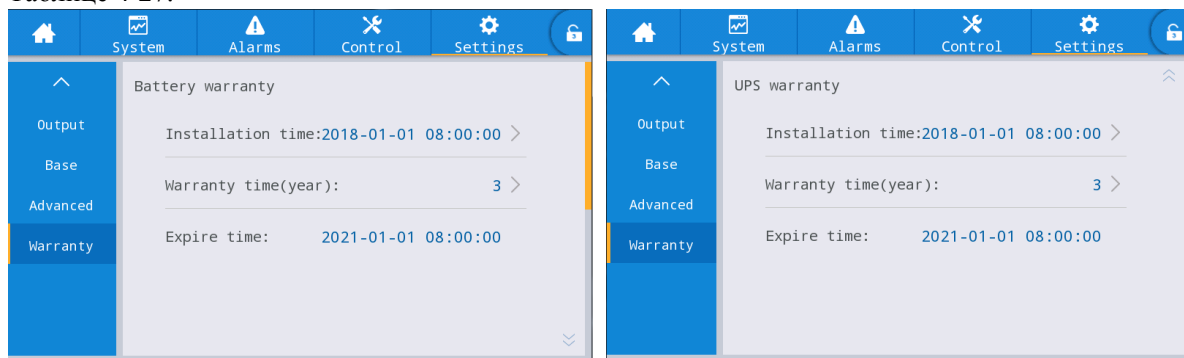 System Alarms Control Settings
Battery warranty
Output
Installation time:2018-01-01 08:00:00
Base
Warranty time(year): 3
Advanced
Warranty
Expire time: 2021-01-01 08:00:00
System Alarms Control Settings
UPS warranty
Output
Installation time:2018-01-01 08:00:00
Base
Warranty time(year): 3
Advanced
Warranty
Expire time: 2021-01-01 08:00:00